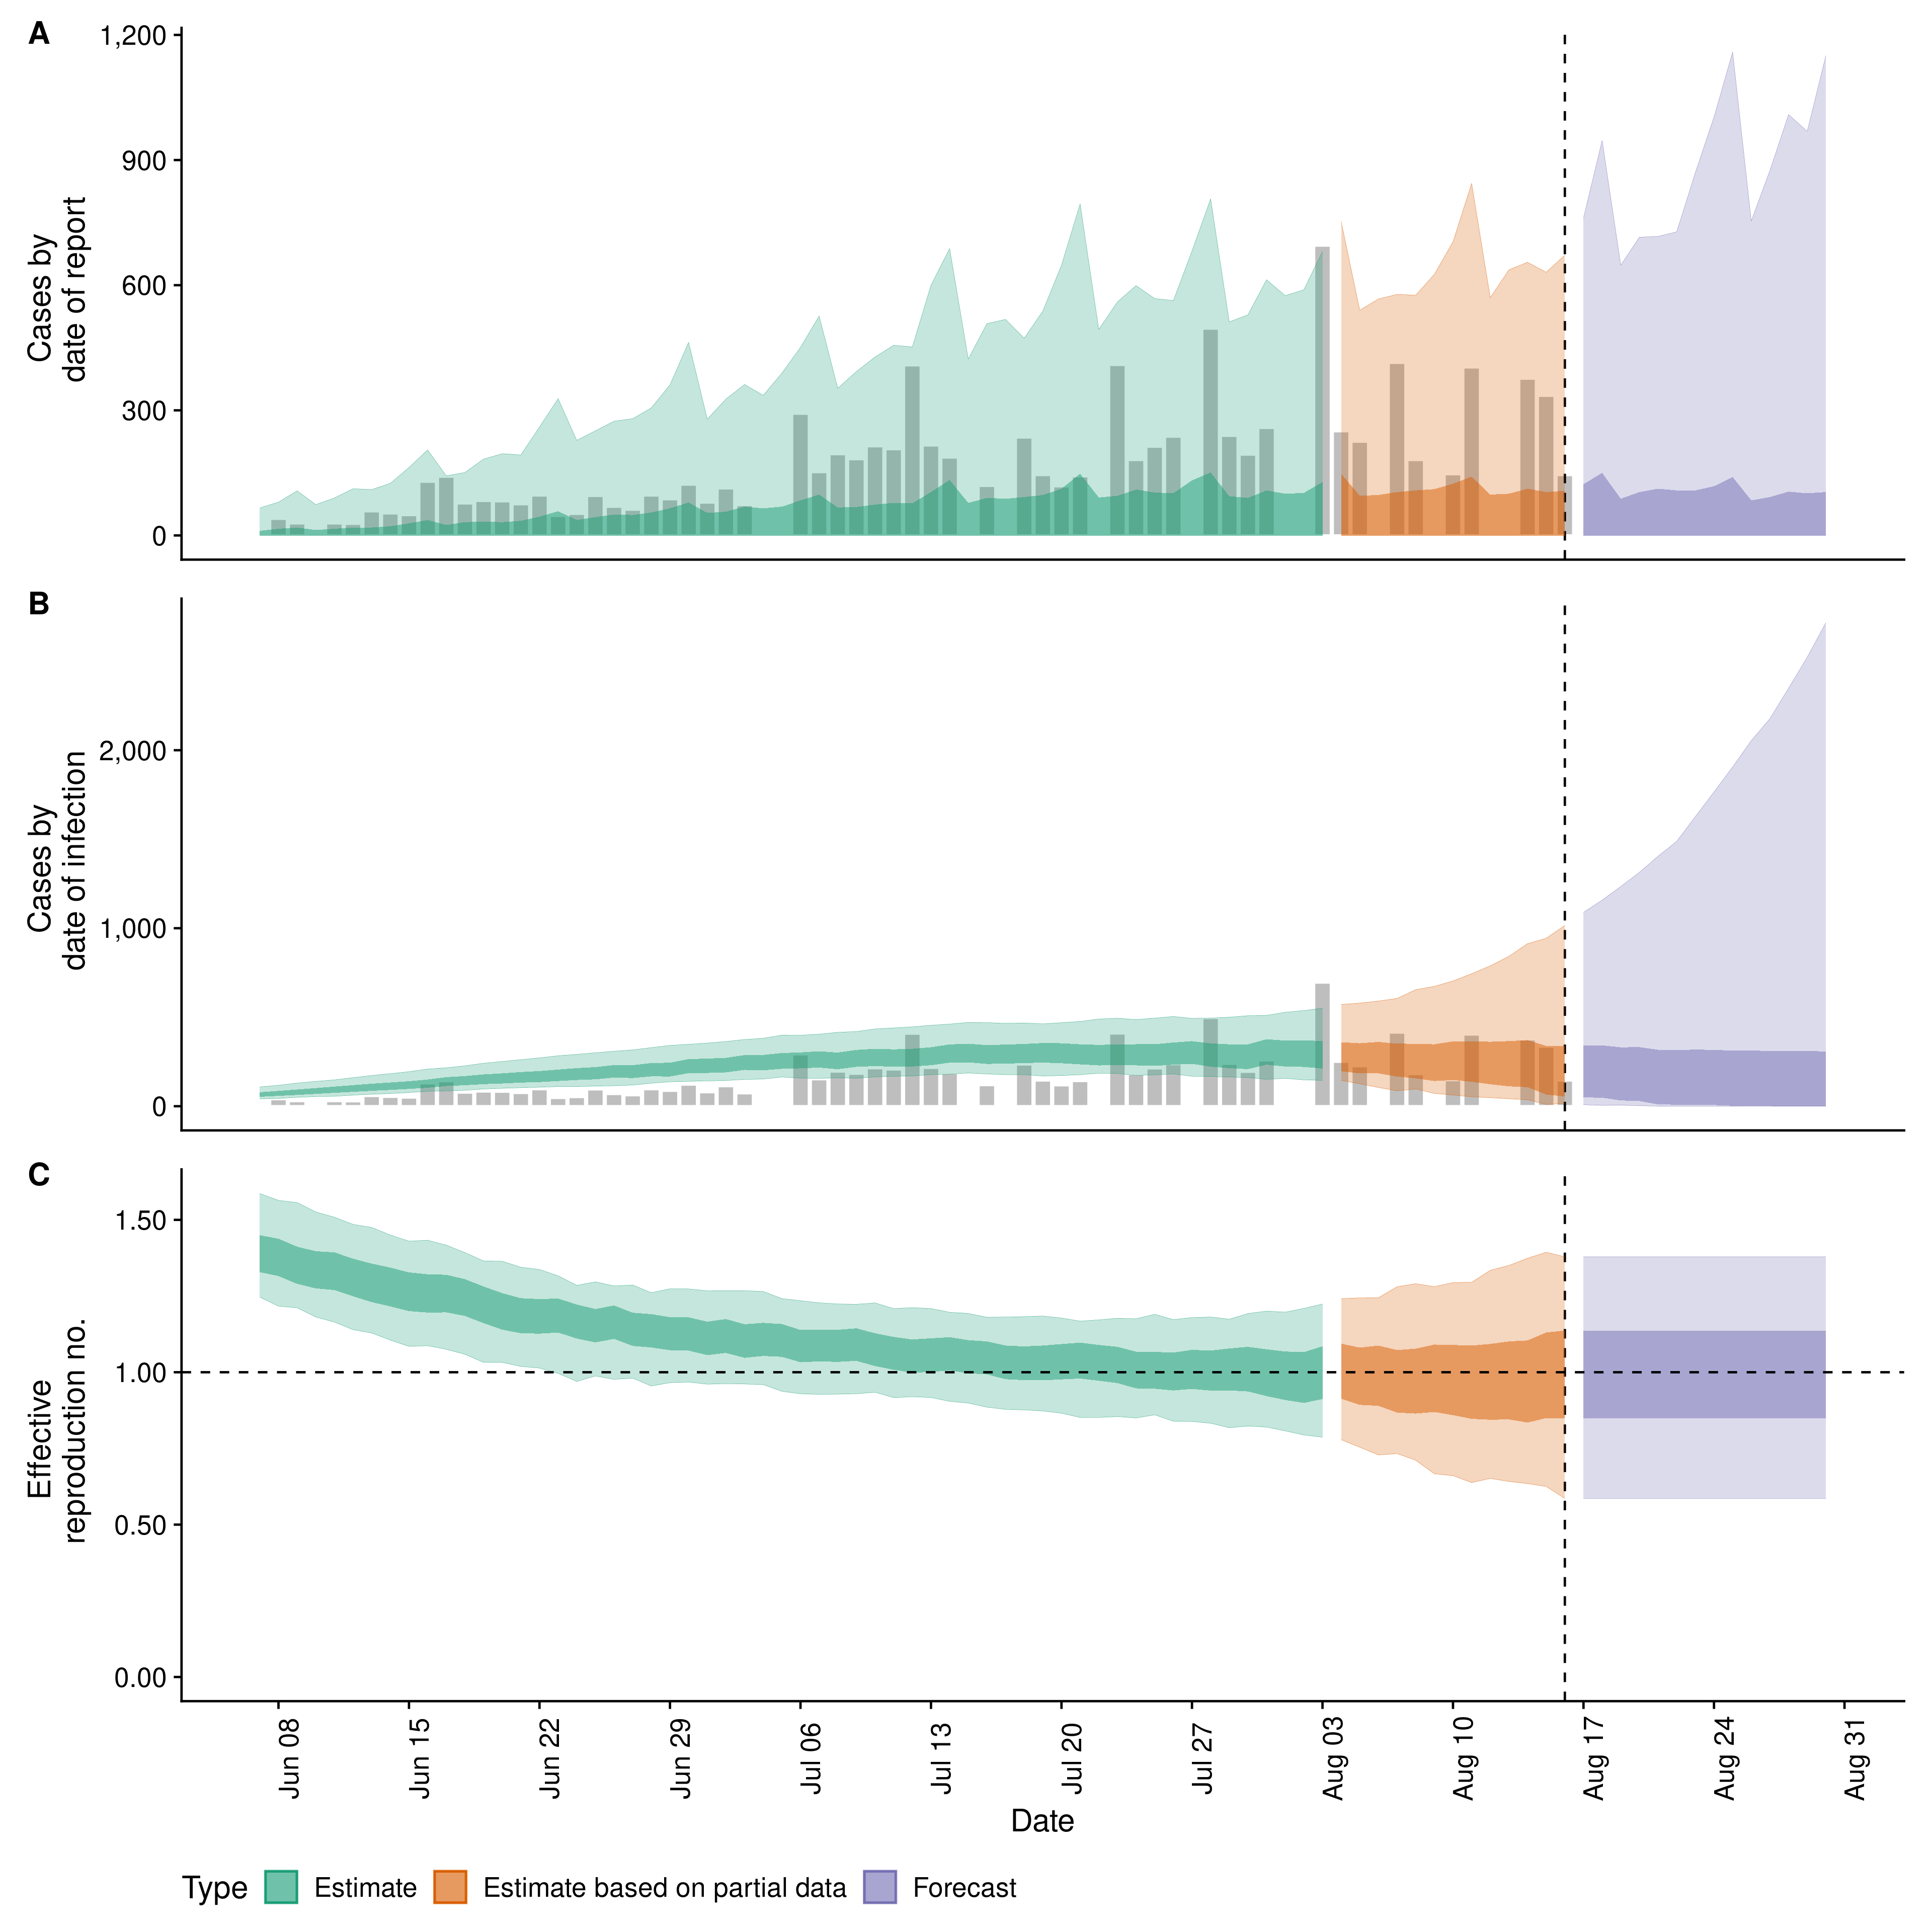 A
1,200
900
600
300
0
Cases by
date of report
B
2,000
1,000
0
Cases by
date of infection
C
1.50
1.00
0.50
0.00
Effective
reproduction no.
Jun 08
Jun 15
Jun 22
Jun 29
Jul 06
Jul 13
Jul 20
Jul 27
Aug 03
Aug 10
Aug 17
Aug 24
Aug 31
Date
Type Estimate Estimate based on partial data Forecast